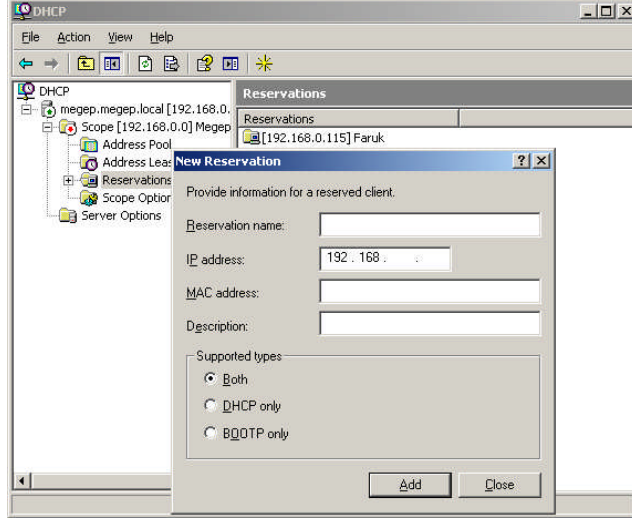 DHCP
File Action View Help
DHCP
megep.megep.local [192.168.0.
Scope [192.168.0.0] Megep
Address Pool
Address Leas
Reservations
Scope Option
Server Options
Reservations
Reservations
[192.168.0.115] Faruk
New Reservation
Provide information for a reserved client.
Reservation name:
IP address: 192 . 168 . .
MAC address:
Description:
Supported types
Both
DHCP only
BOOTP only
Add Close